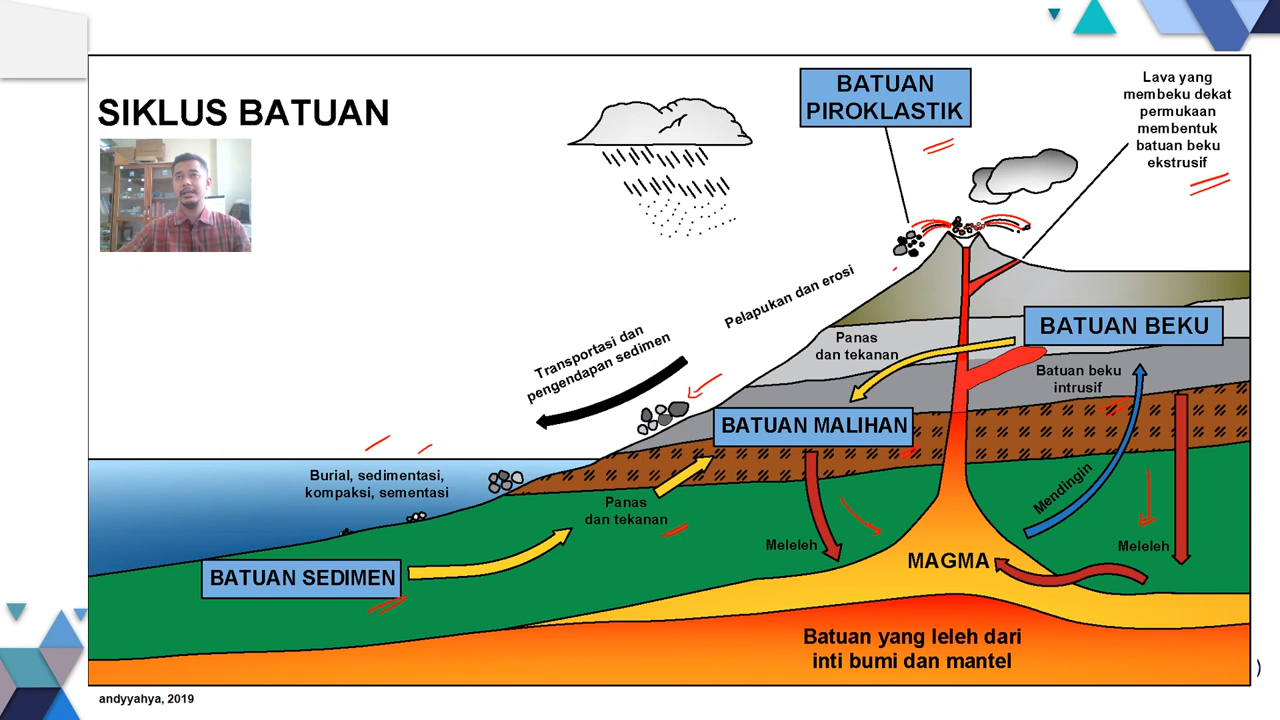 SIKLUS BATUAN
BATUAN
PIROKLASTIK
Lava yang
membeku dekat
permukaan
membentuk
batuan beku
ekstrusif
Pelapukan dan erosi
Transportasi dan
pengendapan sedimen
Panas
dan tekanan
BATUAN BEKU
Batuan beku
intrusif
BATUAN MALIHAN
Burial, sedimentasi,
kompaksi, sementasi
Panas
dan tekanan
Mendingin
Meleleh
Meleleh
MAGMA
BATUAN SEDIMEN
Batuan yang leleh dari
inti bumi dan mantel
)
andyyahya, 2019